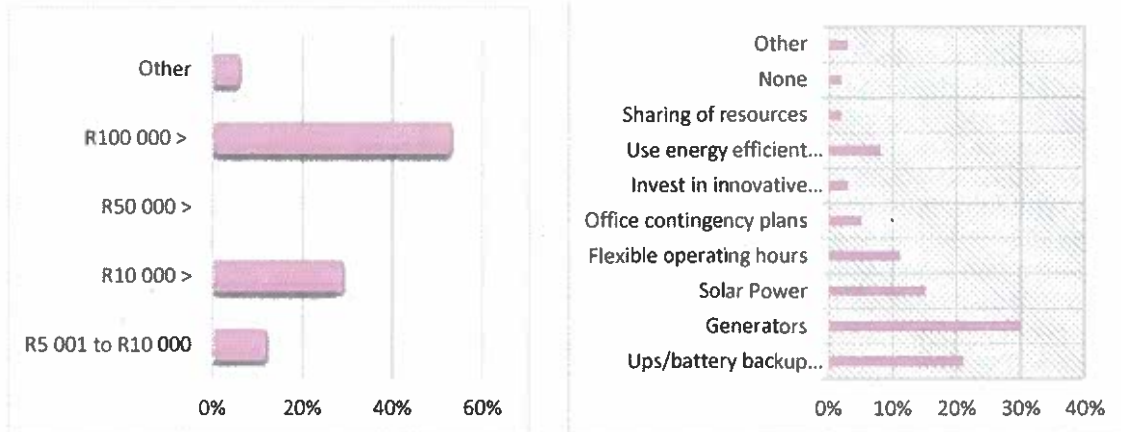 Other
R100 000 >
R50 000 >
R10 000 >
R5 001 to R10 000
0% 20% 40% 60%
Other
None
Sharing of resources
Use energy efficient...
Invest in innovative...
Office contingency plans
Flexible operating hours
Solar Power
Generators
Ups/battery backup...
0% 10% 20% 30% 40%